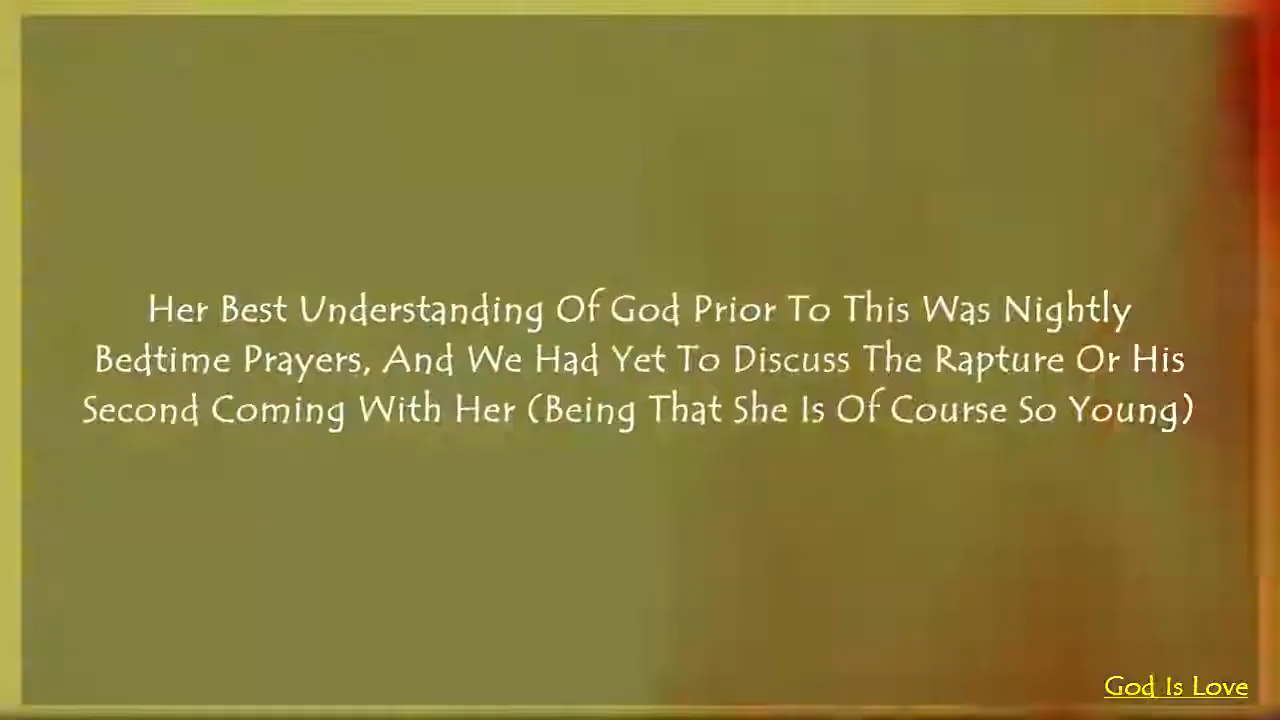 Her Best Understanding Of God Prior To This Was Nightly
Bedtime Prayers, And We Had Yet To Discuss The Rapture Or His
Second Coming With Her (Being That She Is Of Course So Young)
God Is Love